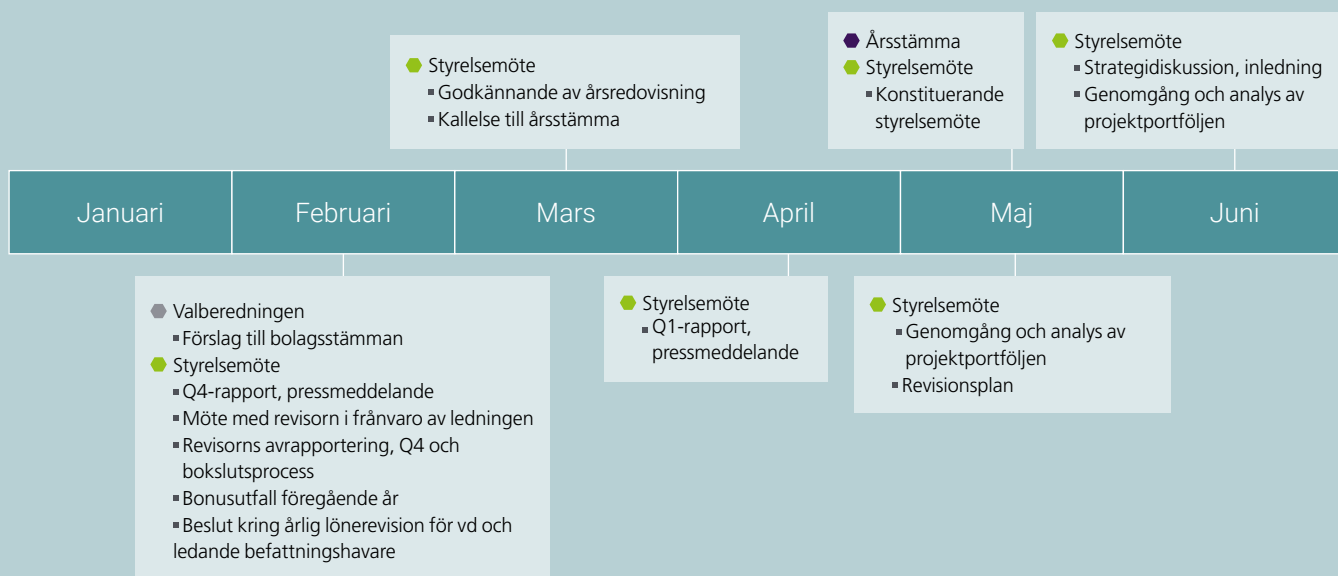 Styrelsemöte
Godkännande av årsredovisning
Kallelse till årsstämma
Årsstämma
Styrelsemöte
Konstituerande
styrelsemöte
Styrelsemöte
Strategidiskussion, inledning
Genomgång och analys av
projektportföljen
Januari
Februari
Mars
April
Maj
Juni
Valberedningen
Förslag till bolagsstämman
Styrelsemöte
Q4-rapport, pressmeddelande
Möte med revisorn i frånvaro av ledningen
Revisorns avrapportering, Q4 och
bokslutsprocess
Bonusutfall föregående år
Beslut kring årlig lönerevision för vd och
ledande befattningshavare
Styrelsemöte
Q1-rapport,
pressmeddelande
Styrelsemöte
Genomgång och analys av
projektportföljen
Revisionsplan